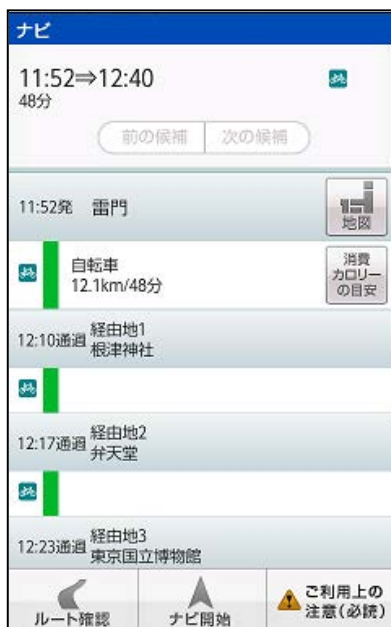 ナビ
11:52⇒12:40
48分
前の候補
次の候補
11:52発 雷門
地図
自転車
12.1km/48分
消費
カロリー
の目安
12:10通過
経由地1
根津神社
12:17通過
経由地2
弁天堂
12:23通過
経由地3
東京国立博物館
ルート確認
ナビ開始
ご利用上の
注意(必読)